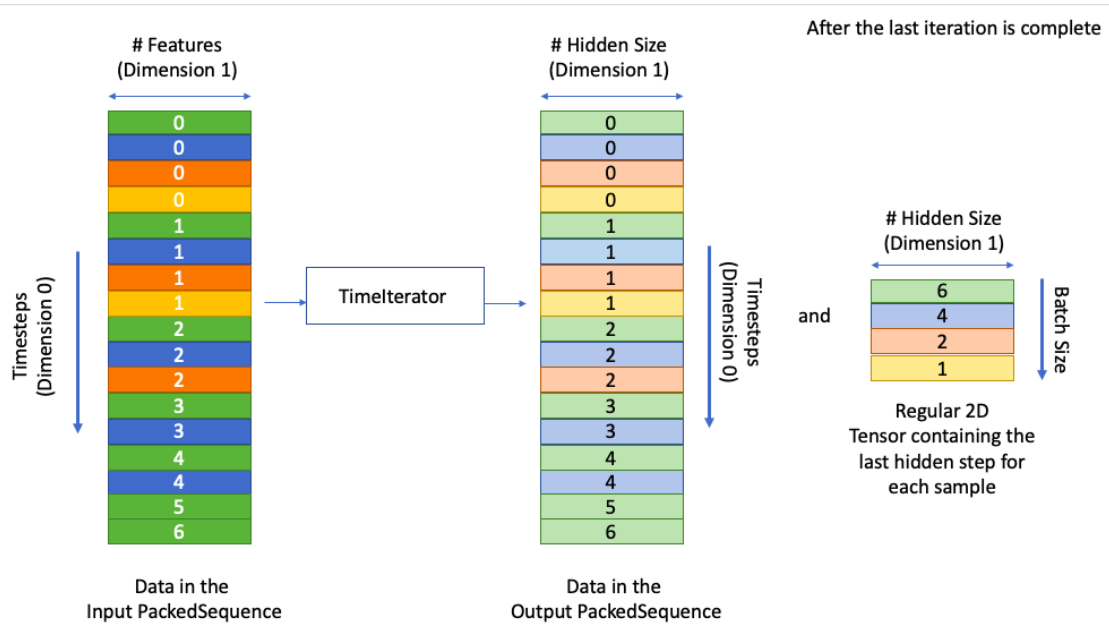 After the last iteration is complete
# Features
(Dimension 1)
# Hidden Size
(Dimension 1)
Timesteps
(Dimension 0)
0
0
0
0
1
1
1
1
2
2
2
3
3
4
4
5
6
TimeIterator
0
0
0
0
1
1
1
1
2
2
2
3
3
4
4
5
6
Timesteps
(Dimension 0)
and
# Hidden Size
(Dimension 1)
6
4
2
1
Batch Size
Regular 2D
Tensor containing the
last hidden step for
each sample
Data in the
Input PackedSequence
Data in the
Output PackedSequence